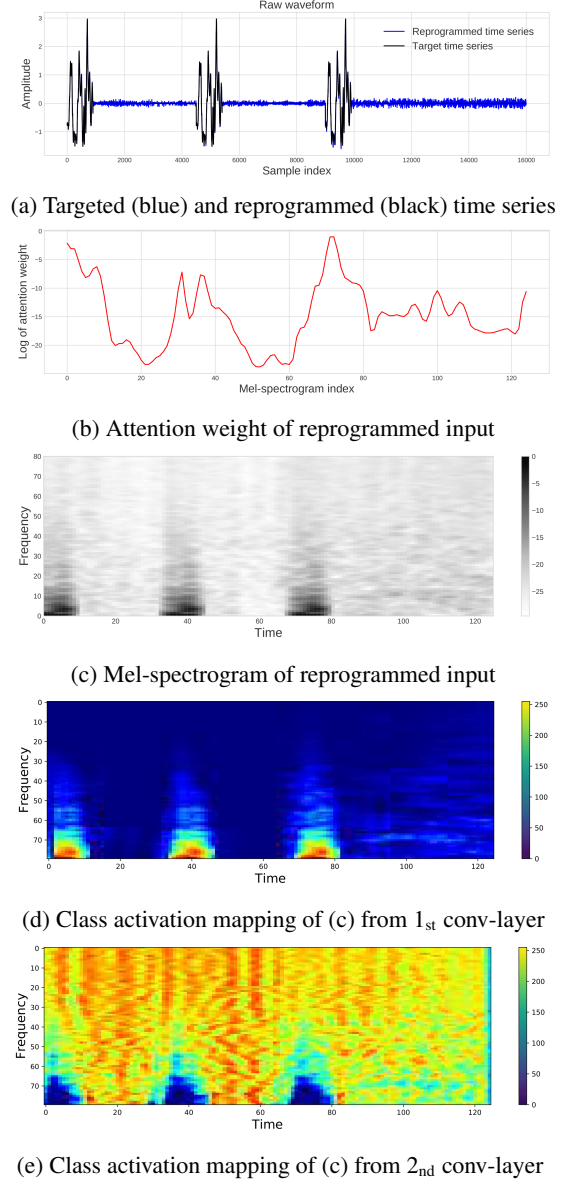 Raw waveform
Amplitude
3
2
1
0
−1
Reprogrammed time series
Target time series
0 2000 4000 6000 8000 10000 12000 14000 16000
Sample index
(a) Targeted (blue) and reprogrammed (black) time series
Log of attention weight
0
−5
−10
−15
−20
0 20 40 60 80 100 120
Mel-spectrogram index
(b) Attention weight of reprogrammed input
Frequency
80
70
60
50
40
30
20
10
0
0 20 40 60 80 100 120
Time
0
−5
−10
−15
−20
−25
(c) Mel-spectrogram of reprogrammed input
Frequency
0
10
20
30
40
50
60
70
0 20 40 60 80 100 120
Time
250
200
150
100
50
0
(d) Class activation mapping of (c) from 1st conv-layer
Frequency
0
10
20
30
40
50
60
70
0 20 40 60 80 100 120
Time
250
200
150
100
50
0
(e) Class activation mapping of (c) from 2nd conv-layer